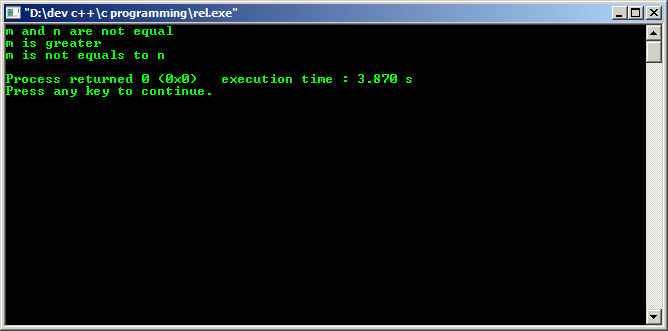 "D:\dev c++\c programming\rel.exe"
m and n are not equal
m is greater
m is not equals to n
Process returned 0 (0x0)   execution time : 3.870 s
Press any key to continue.